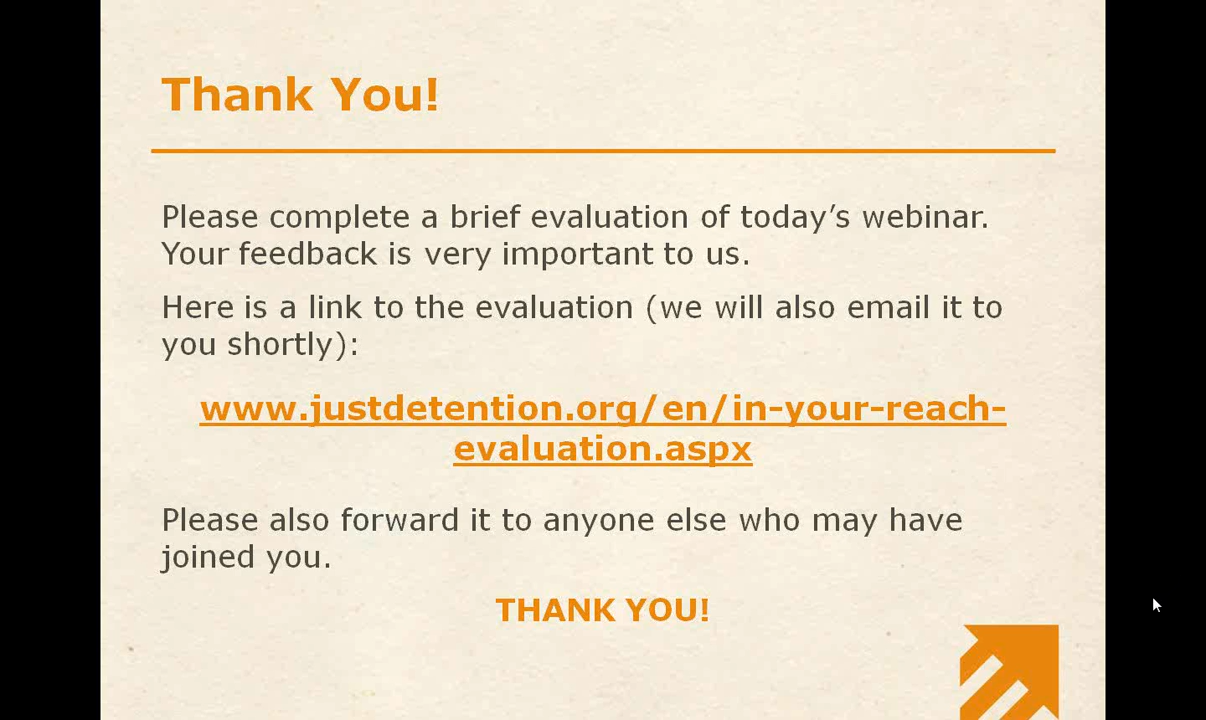 Thank You!
Please complete a brief evaluation of today’s webinar.
Your feedback is very important to us.
Here is a link to the evaluation (we will also email it to
you shortly):
www.justdetention.org/en/in-your-reach-
evaluation.aspx
Please also forward it to anyone else who may have
joined you.
THANK YOU!